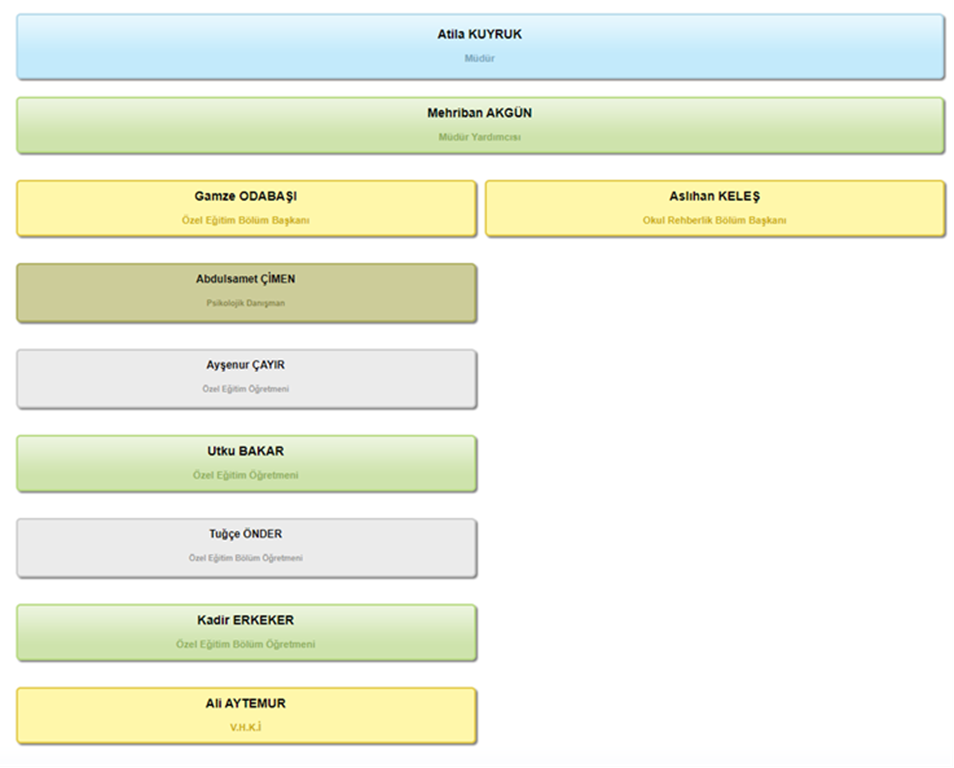 Atila KUYRUK
Müdür
Mehriban AKGÜN
Müdür Yardımcısı
Gamze ODABAŞI
Özel Eğitim Bölüm Başkanı
Aslıhan KELEŞ
Okul Rehberlik Bölüm Başkanı
Abdulsamet ÇİMEN
Psikolojik Danışman
Ayşenur ÇAYIR
Özel Eğitim Öğretmeni
Utku BAKAR
Özel Eğitim Öğretmeni
Tuğçe ÖNDER
Özel Eğitim Bölüm Öğretmeni
Kadir ERKEKER
Özel Eğitim Bölüm Öğretmeni
Ali AYTEMUR
V.H.K.İ